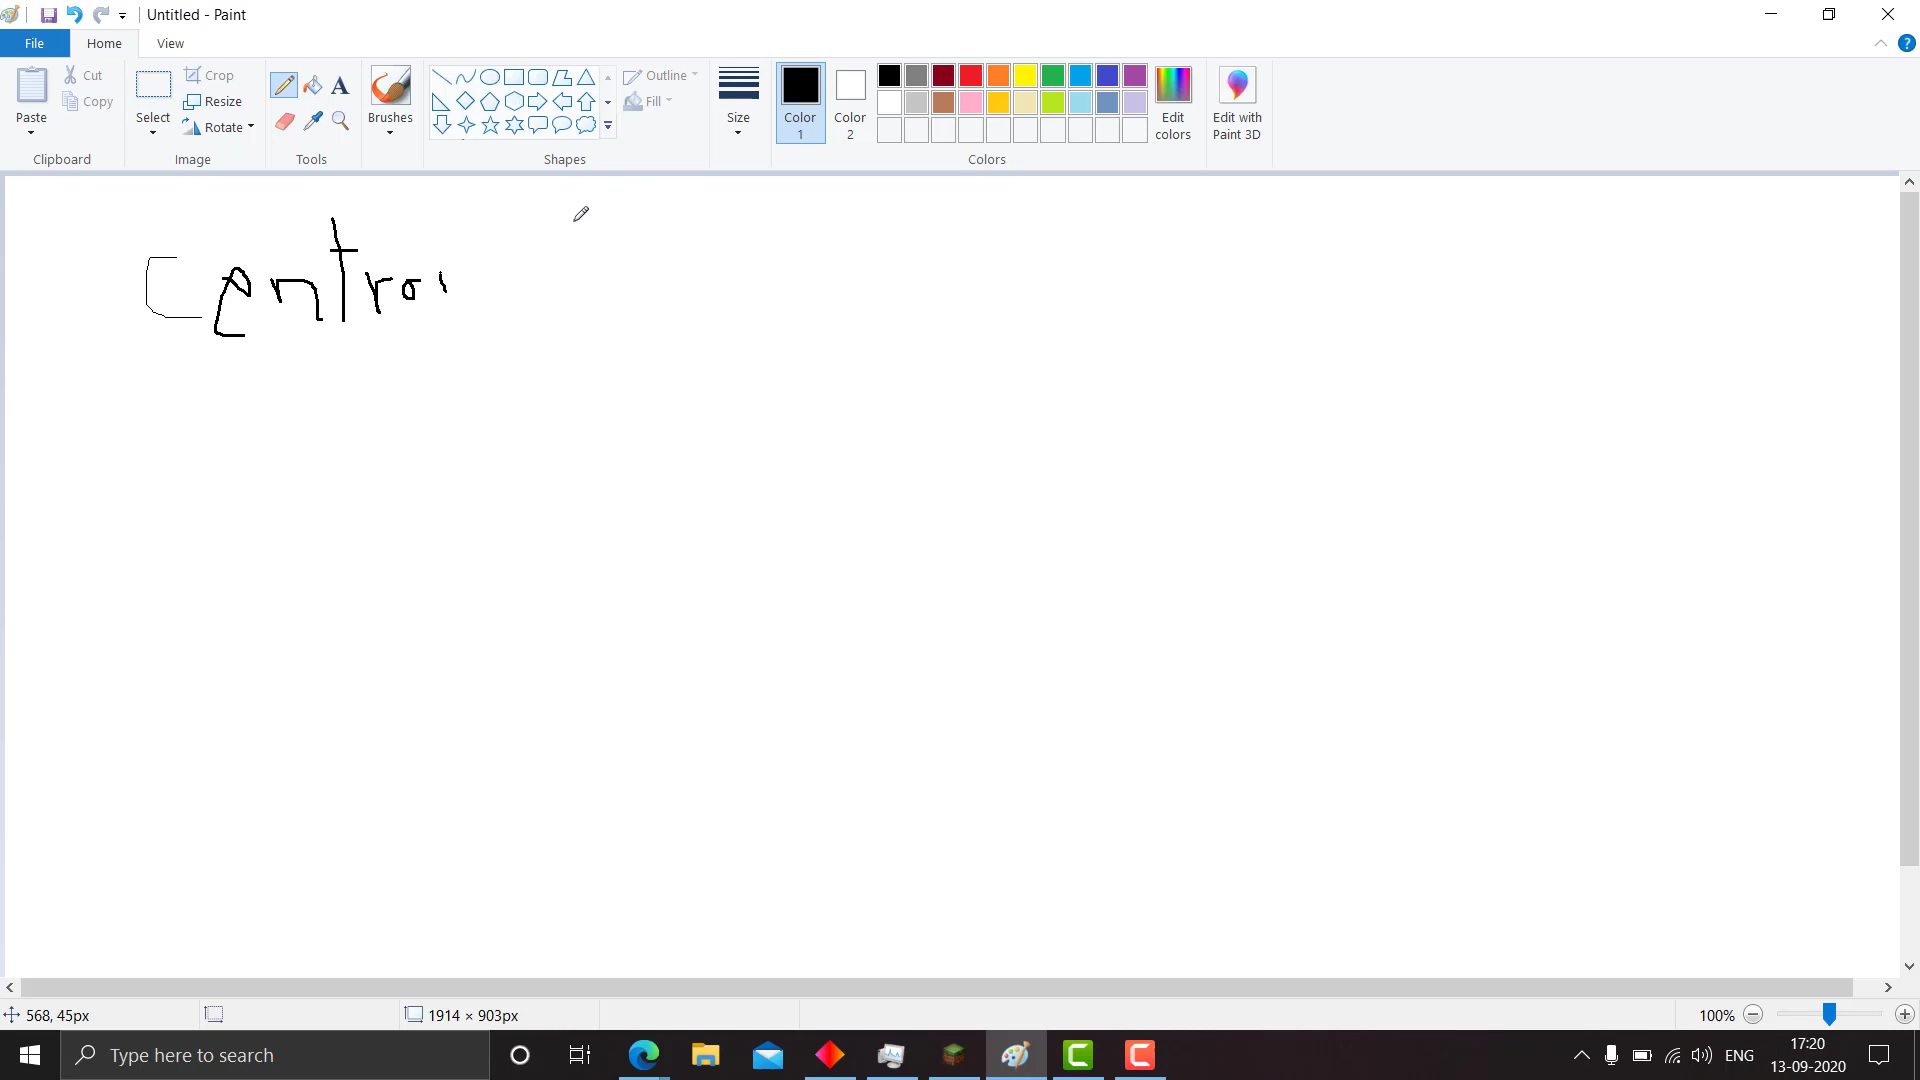 Untitled - Paint
File Home View
Paste Cut Copy Select Crop Resize Rotate Brushes Outline Fill Size Color 1 Color 2 Edit colors Edit with Paint 3D
Clipboard Image Tools Shapes Colors
568, 45px 1914 × 903px 100%
Type here to search ENG 17:20
13-09-2020